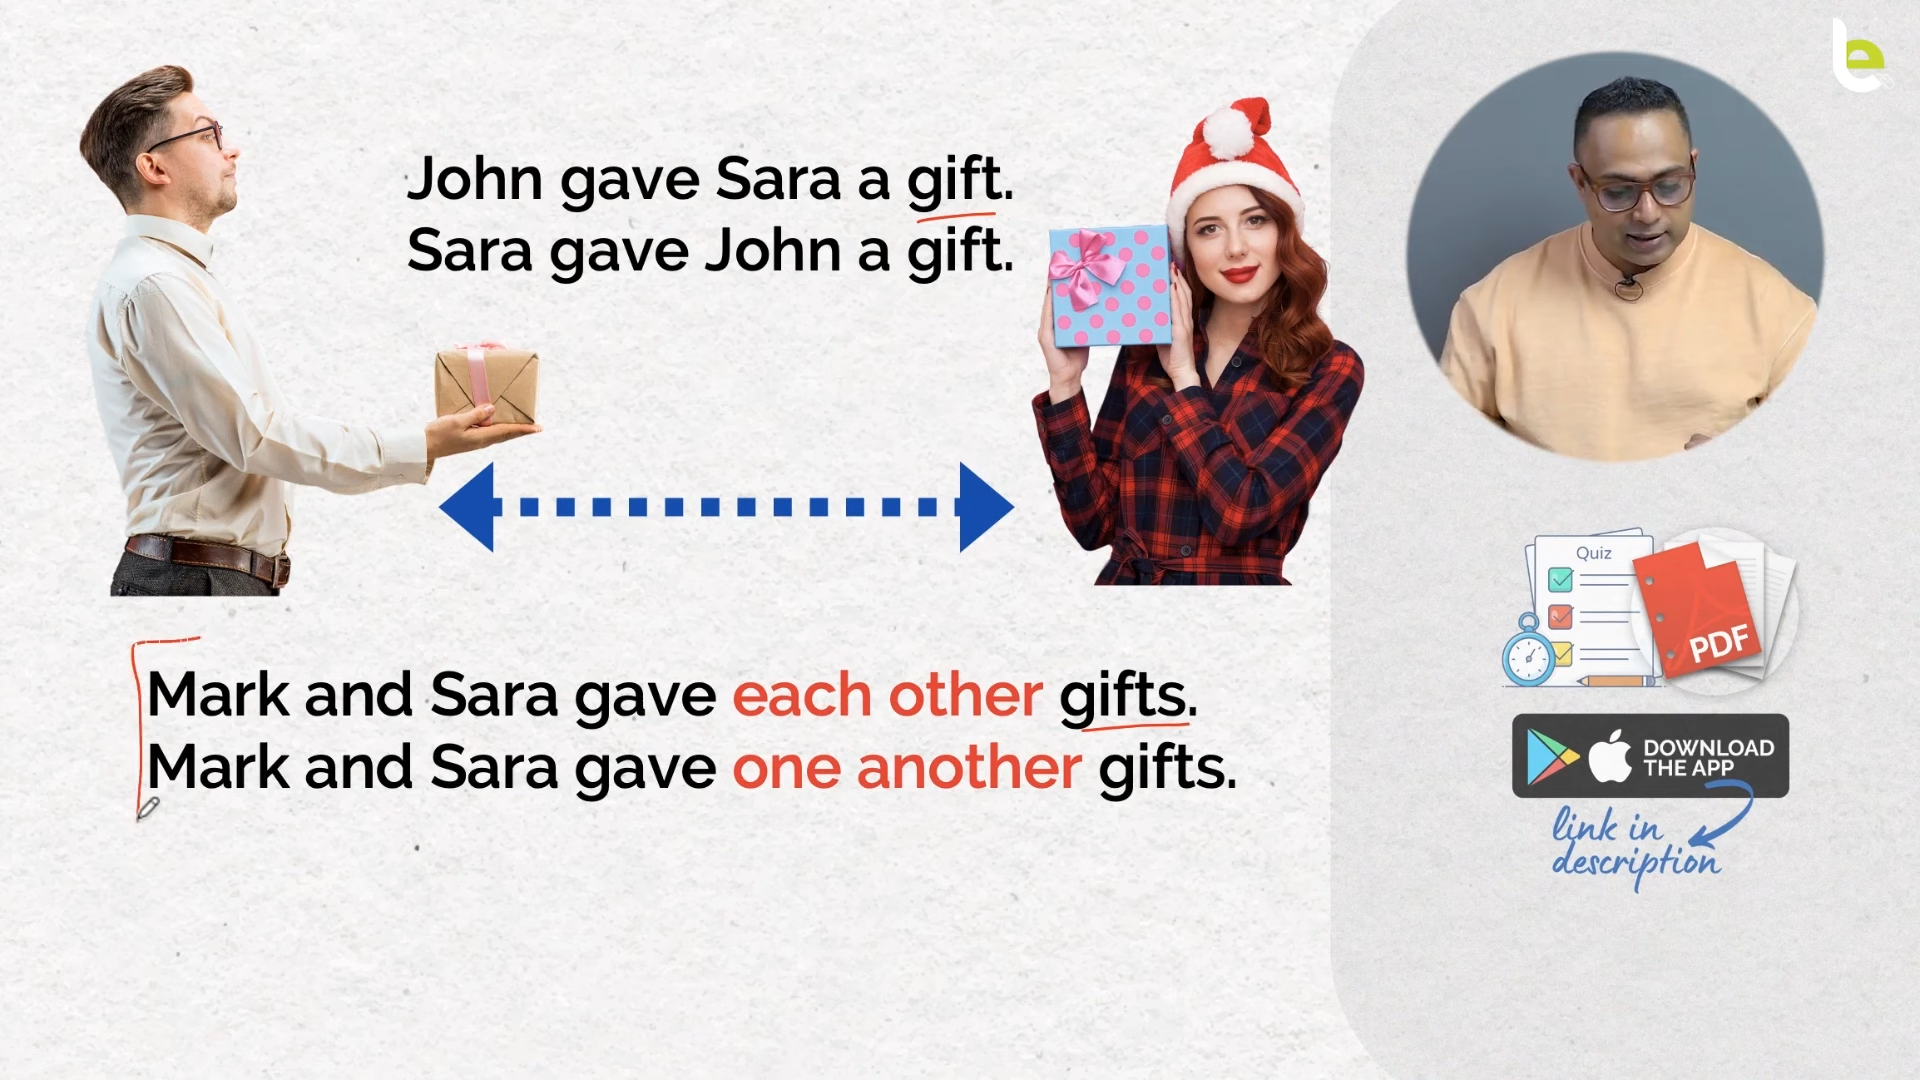 John gave Sara a gift.
Sara gave John a gift.
Mark and Sara gave each other gifts.
Mark and Sara gave one another gifts.
Quiz
PDF
DOWNLOAD
THE APP
link in
description